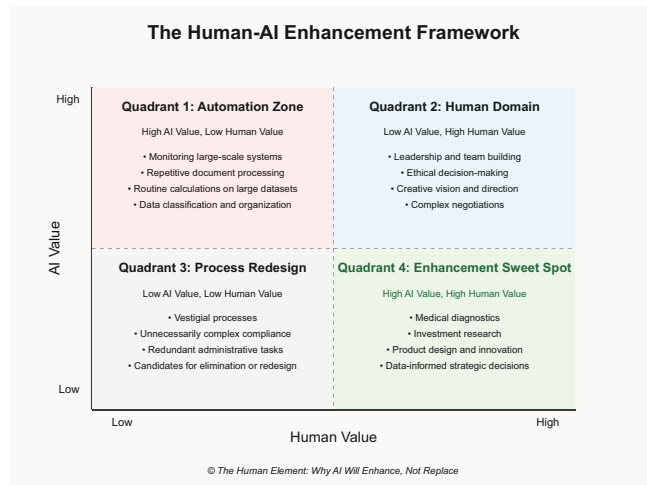 The Human-AI Enhancement Framework
High
Quadrant 1: Automation Zone
High AI Value, Low Human Value
• Monitoring large-scale systems
• Repetitive document processing
• Routine calculations on large datasets
• Data classification and organization
Quadrant 2: Human Domain
Low AI Value, High Human Value
• Leadership and team building
• Ethical decision-making
• Creative vision and direction
• Complex negotiations
AI Value
Quadrant 3: Process Redesign
Low AI Value, Low Human Value
• Vestigial processes
• Unnecessarily complex compliance
• Redundant administrative tasks
• Candidates for elimination or redesign
Quadrant 4: Enhancement Sweet Spot
High AI Value, High Human Value
• Medical diagnostics
• Investment research
• Product design and innovation
• Data-informed strategic decisions
Low
Low
High
Human Value
© The Human Element: Why AI Will Enhance, Not Replace